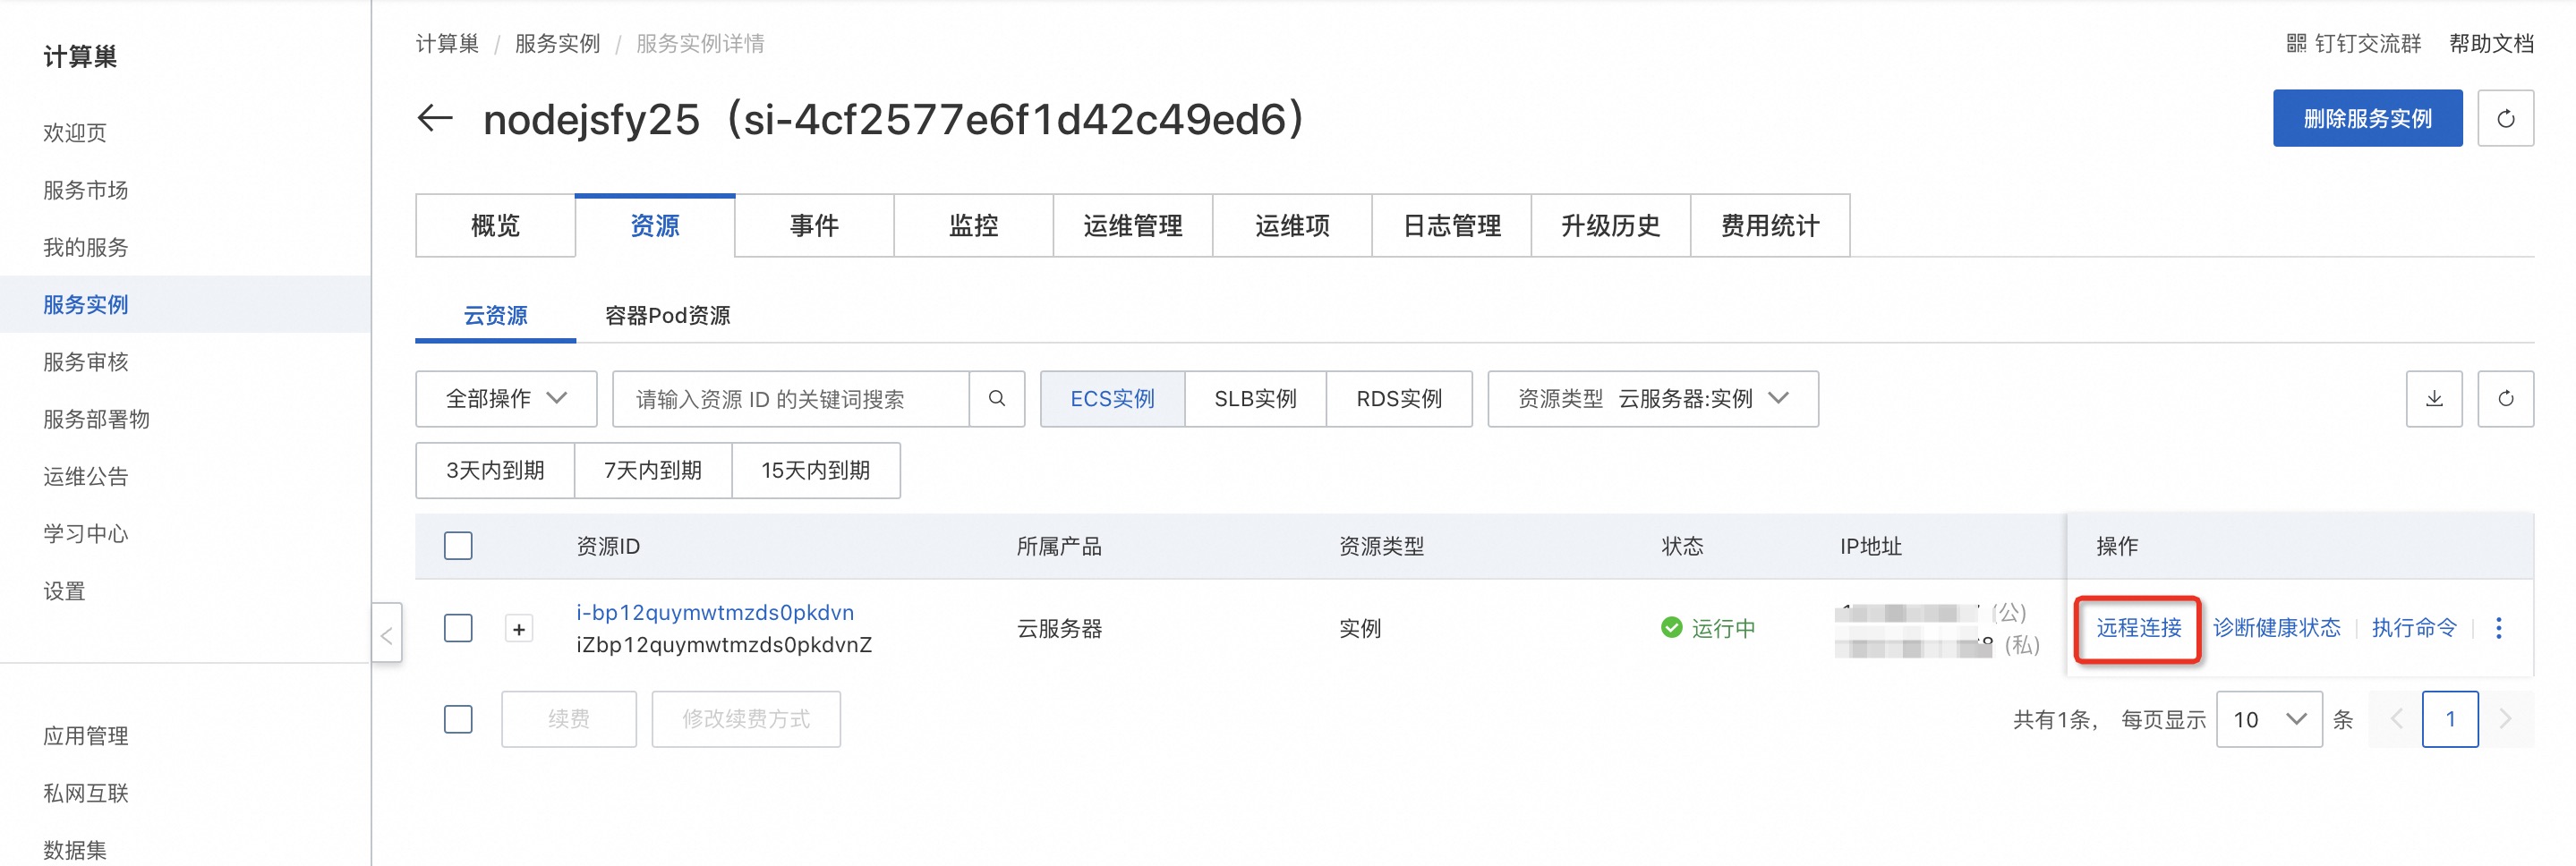 计算巢
欢迎页
服务市场
我的服务
服务实例
服务审核
服务部署物
运维公告
学习中心
设置
应用管理
私网互联
数据集
计算巢 / 服务实例 / 服务实例详情
钉钉交流群 帮助文档
nodejsfy25（si-4cf2577e6f1d42c49ed6）
删除服务实例
概览 资源 事件 监控 运维管理 运维项 日志管理 升级历史 费用统计
云资源 容器Pod资源
全部操作 请输入资源 ID 的关键词搜索 ECS实例 SLB实例 RDS实例 资源类型 云服务器:实例
3天内到期 7天内到期 15天内到期
资源ID 所属产品 资源类型 状态 IP地址 操作
i-bp12quymwtmzds0pkdvn
iZbp12quymwtmzds0pkdvnZ
云服务器 实例 运行中
(公)
(私)
远程连接 诊断健康状态 执行命令
续费 修改续费方式 共有1条, 每页显示 10 条 1